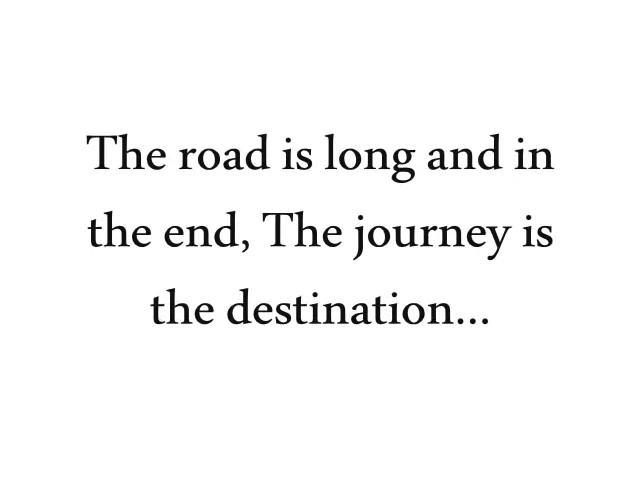 The road is long and in
the end, The journey is
the destination...